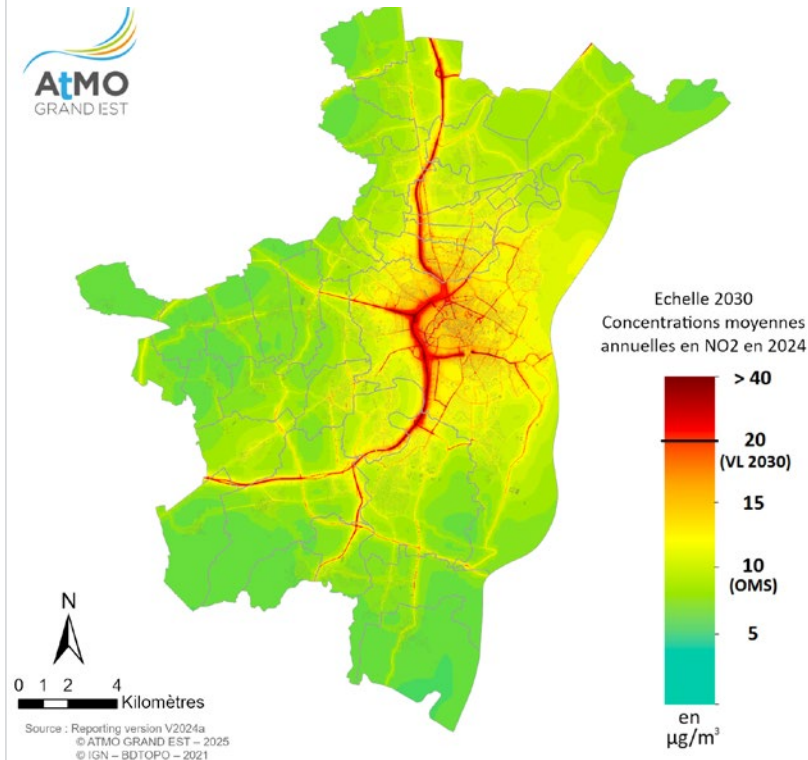 AtMO
GRAND EST
Echelle 2030
Concentrations moyennes
annuelles en NO2 en 2024
> 40
20
(VL 2030)
15
10
(OMS)
5
en
µg/m³
N
0 1 2 4
Kilomètres
Source : Reporting version V2024a
© ATMO GRAND EST – 2025
© IGN – BDTOPO – 2021